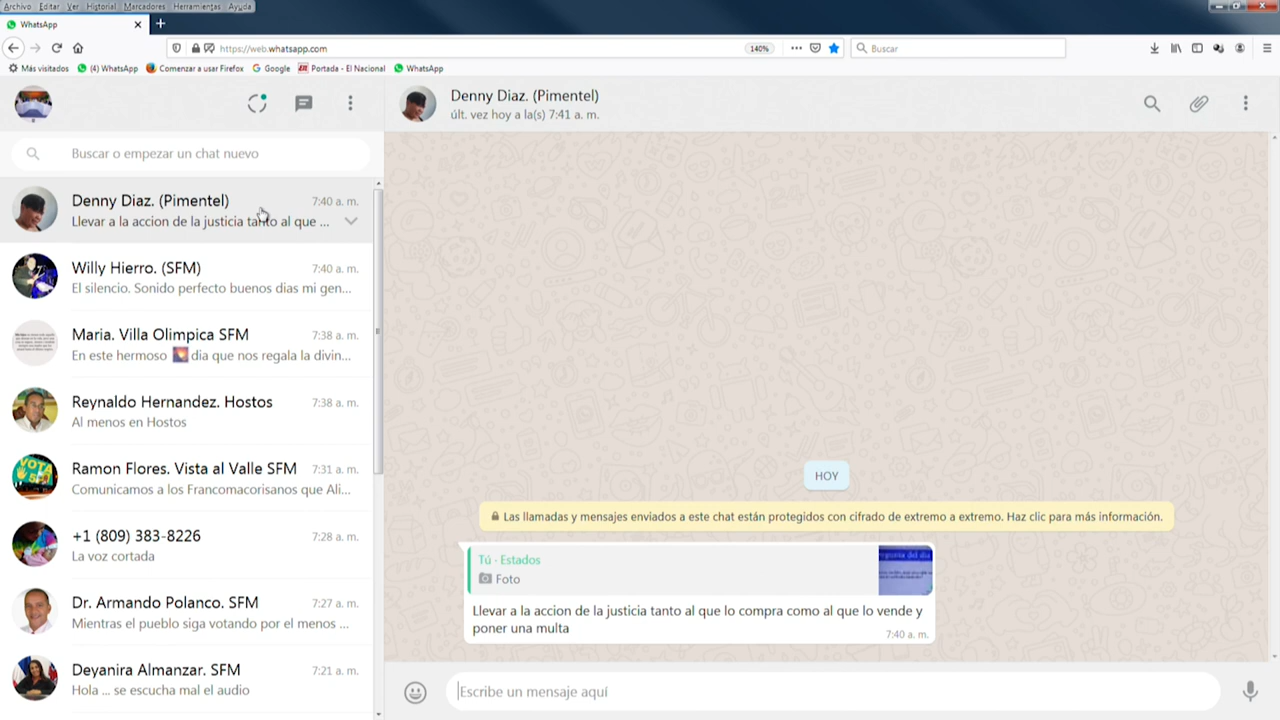 Archivo Editar Ver Historial Marcadores Herramientas Ayuda
WhatsApp
https://web.whatsapp.com
140%
Buscar
Más visitados
(4) WhatsApp
Comenzar a usar Firefox
Google
Portada - El Nacional
WhatsApp
Buscar o empezar un chat nuevo
Denny Diaz. (Pimentel)
7:40 a. m.
Llevar a la accion de la justicia tanto al que ...
Willy Hierro. (SFM)
7:40 a. m.
El silencio. Sonido perfecto buenos dias mi gen...
Maria. Villa Olimpica SFM
7:38 a. m.
En este hermoso 🌅 dia que nos regala la divin...
Reynaldo Hernandez. Hostos
7:38 a. m.
Al menos en Hostos
Ramon Flores. Vista al Valle SFM
7:31 a. m.
Comunicamos a los Francomacorisanos que Ali...
+1 (809) 383-8226
7:28 a. m.
La voz cortada
Dr. Armando Polanco. SFM
7:27 a. m.
Mientras el pueblo siga votando por el menos ...
Deyanira Almanzar. SFM
7:21 a. m.
Hola ... se escucha mal el audio
Denny Diaz. (Pimentel)
últ. vez hoy a la(s) 7:41 a. m.
HOY
Las llamadas y mensajes enviados a este chat están protegidos con cifrado de extremo a extremo. Haz clic para más información.
Tú · Estados
Foto
Llevar a la accion de la justicia tanto al que lo compra como al que lo vende y
poner una multa
7:40 a. m.
Escribe un mensaje aquí